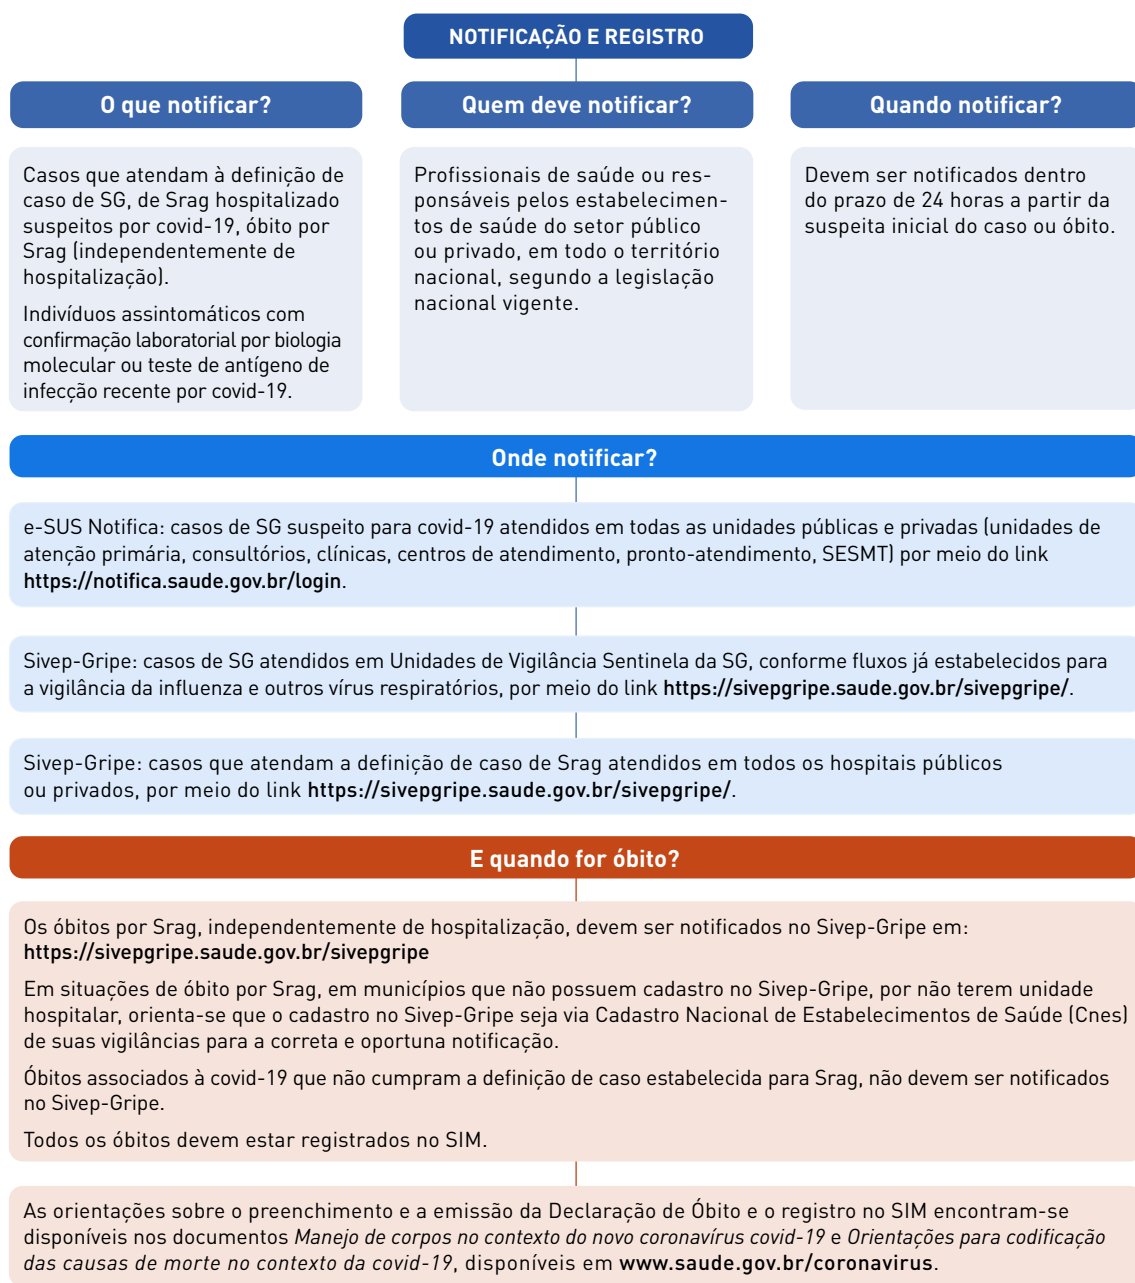 NOTIFICAÇÃO E REGISTRO
O que notificar?
Casos que atendam à definição de
caso de SG, de Srag hospitalizado
suspeitos por covid-19, óbito por
Srag (independentemente de
hospitalização).
Indivíduos assintomáticos com
confirmação laboratorial por biologia
molecular ou teste de antígeno de
infecção recente por covid-19.
Quem deve notificar?
Profissionais de saúde ou res-
ponsáveis pelos estabelecimen-
tos de saúde do setor público
ou privado, em todo o território
nacional, segundo a legislação
nacional vigente.
Quando notificar?
Devem ser notificados dentro
do prazo de 24 horas a partir da
suspeita inicial do caso ou óbito.
Onde notificar?
e-SUS Notifica: casos de SG suspeito para covid-19 atendidos em todas as unidades públicas e privadas (unidades de
atenção primária, consultórios, clínicas, centros de atendimento, pronto-atendimento, SESMT) por meio do link
https://notifica.saude.gov.br/login.
Sivep-Gripe: casos de SG atendidos em Unidades de Vigilância Sentinela da SG, conforme fluxos já estabelecidos para
a vigilância da influenza e outros vírus respiratórios, por meio do link https://sivepgripe.saude.gov.br/sivepgripe/.
Sivep-Gripe: casos que atendam a definição de caso de Srag atendidos em todos os hospitais públicos
ou privados, por meio do link https://sivepgripe.saude.gov.br/sivepgripe/.
E quando for óbito?
Os óbitos por Srag, independentemente de hospitalização, devem ser notificados no Sivep-Gripe em:
https://sivepgripe.saude.gov.br/sivepgripe
Em situações de óbito por Srag, em municípios que não possuem cadastro no Sivep-Gripe, por não terem unidade
hospitalar, orienta-se que o cadastro no Sivep-Gripe seja via Cadastro Nacional de Estabelecimentos de Saúde (Cnes)
de suas vigilâncias para a correta e oportuna notificação.
Óbitos associados à covid-19 que não cumpram a definição de caso estabelecida para Srag, não devem ser notificados
no Sivep-Gripe.
Todos os óbitos devem estar registrados no SIM.
As orientações sobre o preenchimento e a emissão da Declaração de Óbito e o registro no SIM encontram-se
disponíveis nos documentos Manejo de corpos no contexto do novo coronavírus covid-19 e Orientações para codificação
das causas de morte no contexto da covid-19, disponíveis em www.saude.gov.br/coronavirus.